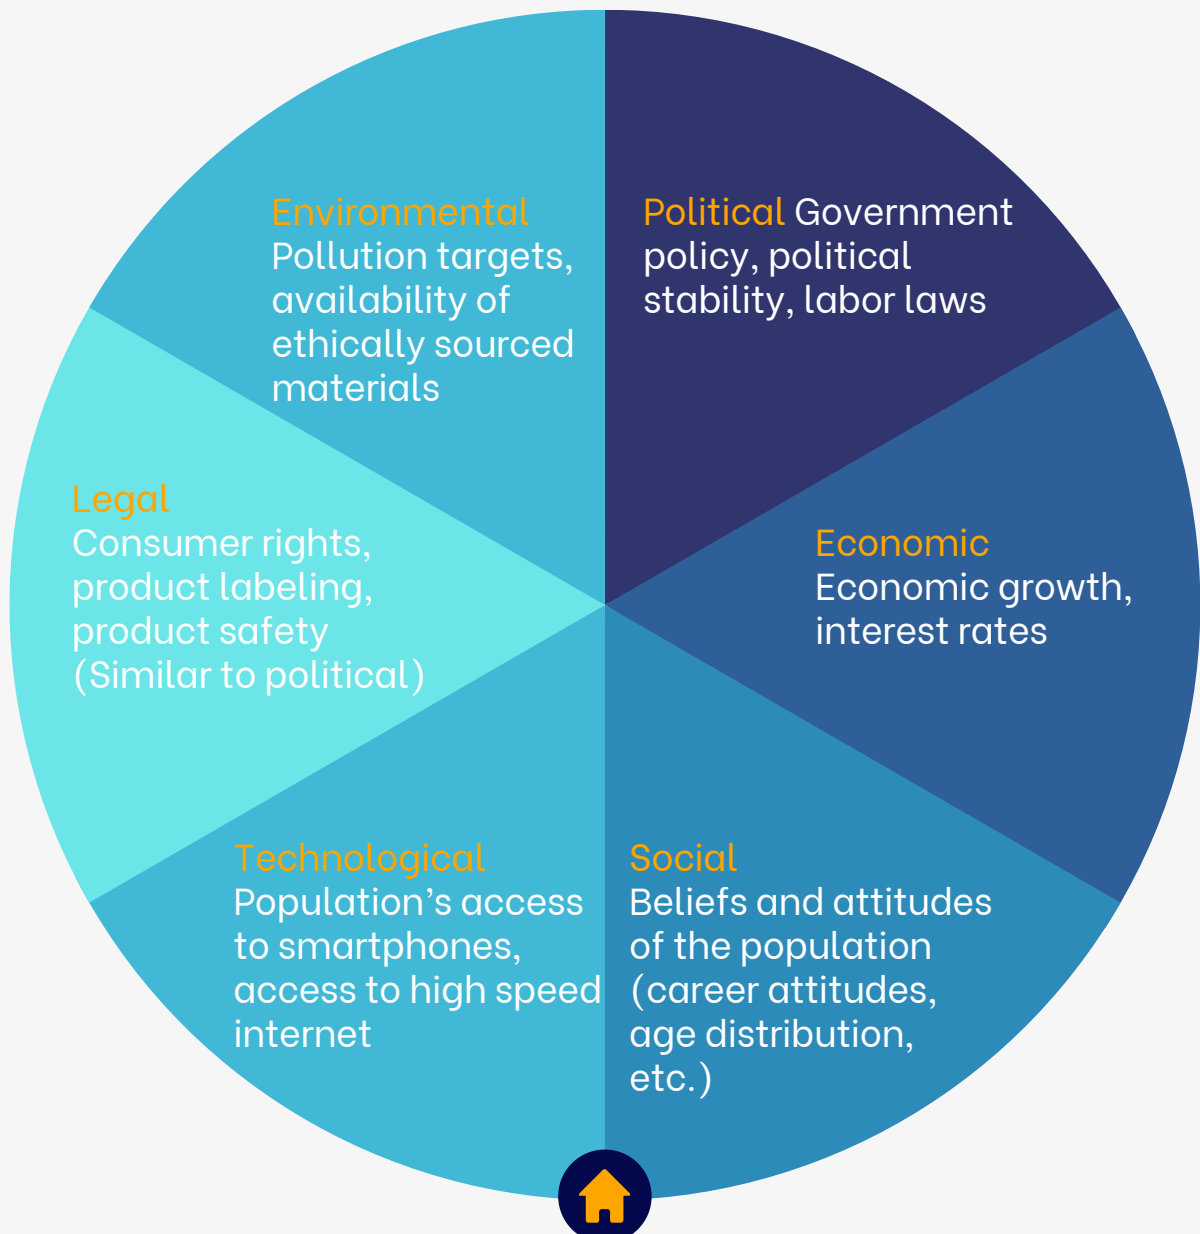 Environmental
Pollution targets,
availability of
ethically sourced
materials
Political Government
policy, political
stability, labor laws
Legal
Consumer rights,
product labeling,
product safety
(Similar to political)
Economic
Economic growth,
interest rates
Technological
Population’s access
to smartphones,
access to high speed
internet
Social
Beliefs and attitudes
of the population
(career attitudes,
age distribution,
etc.)